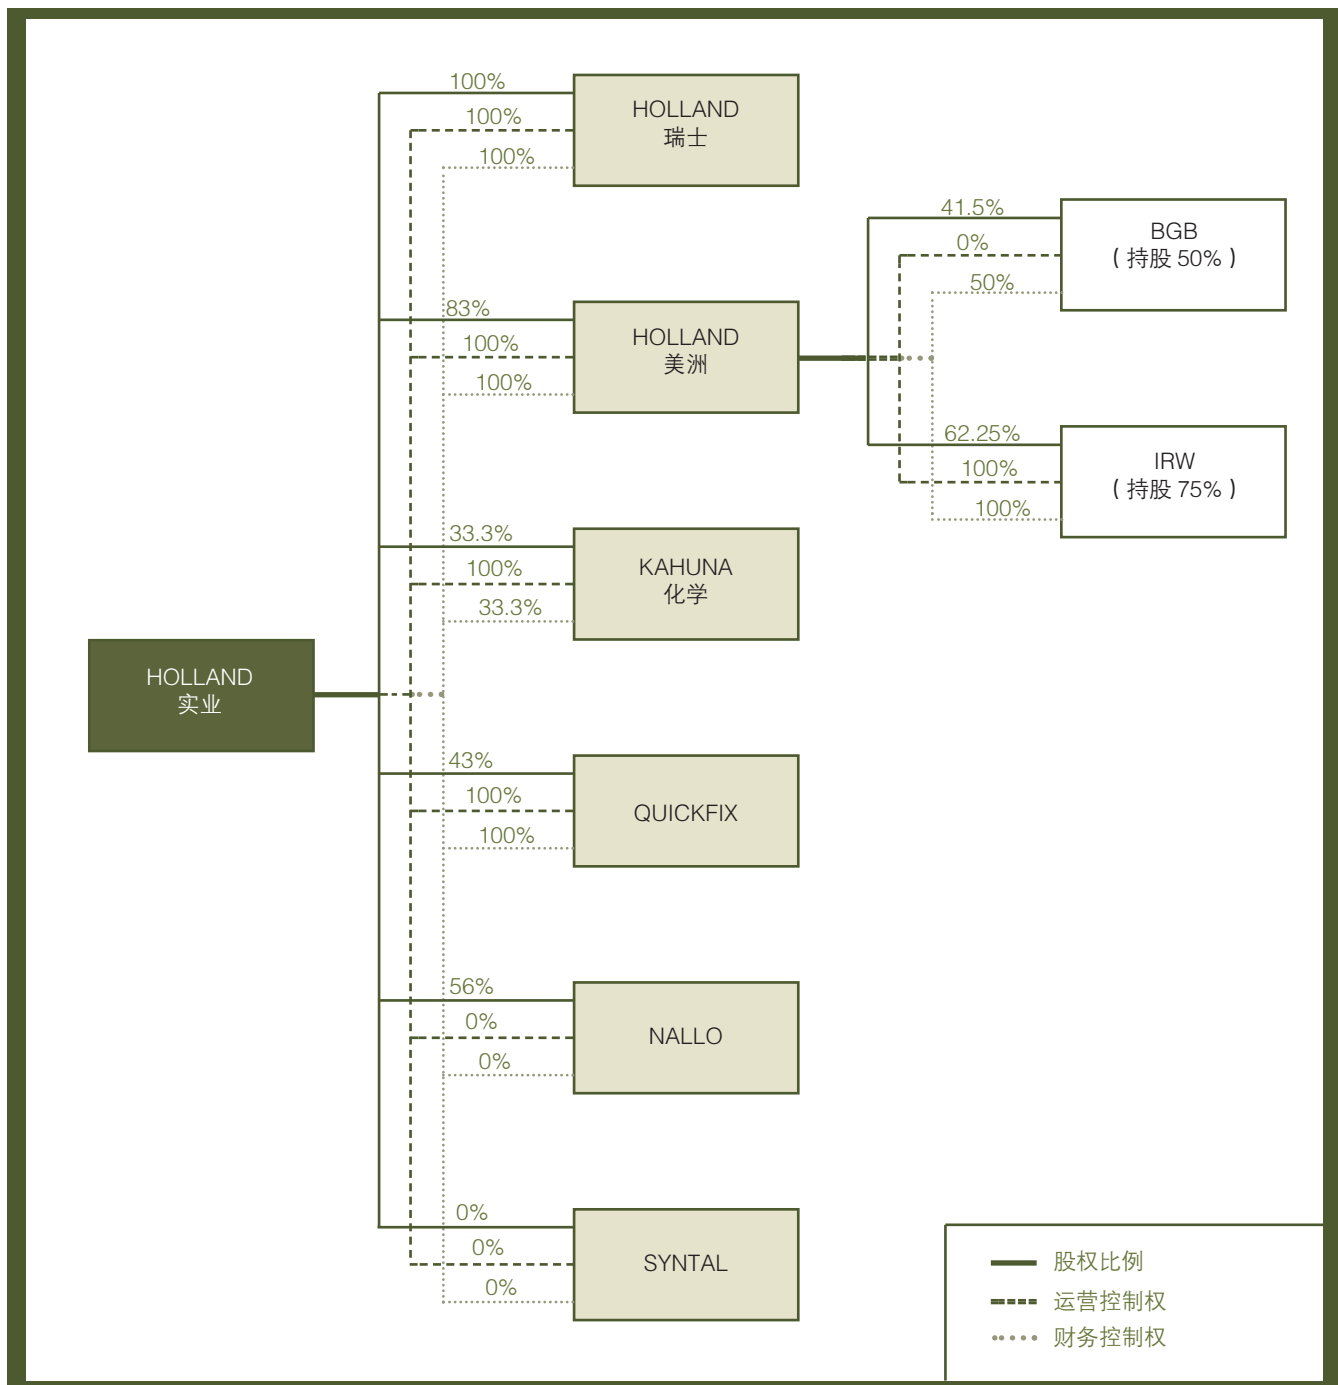 100%
100%
100%
HOLLAND
瑞士
41.5%
0%
50%
BGB
( 持股 50% )
83%
100%
100%
HOLLAND
美洲
62.25%
100%
100%
IRW
( 持股 75% )
33.3%
100%
33.3%
KAHUNA
化学
HOLLAND
实业
43%
100%
100%
QUICKFIX
56%
0%
0%
NALLO
0%
0%
0%
SYNTAL
股权比例
运营控制权
财务控制权